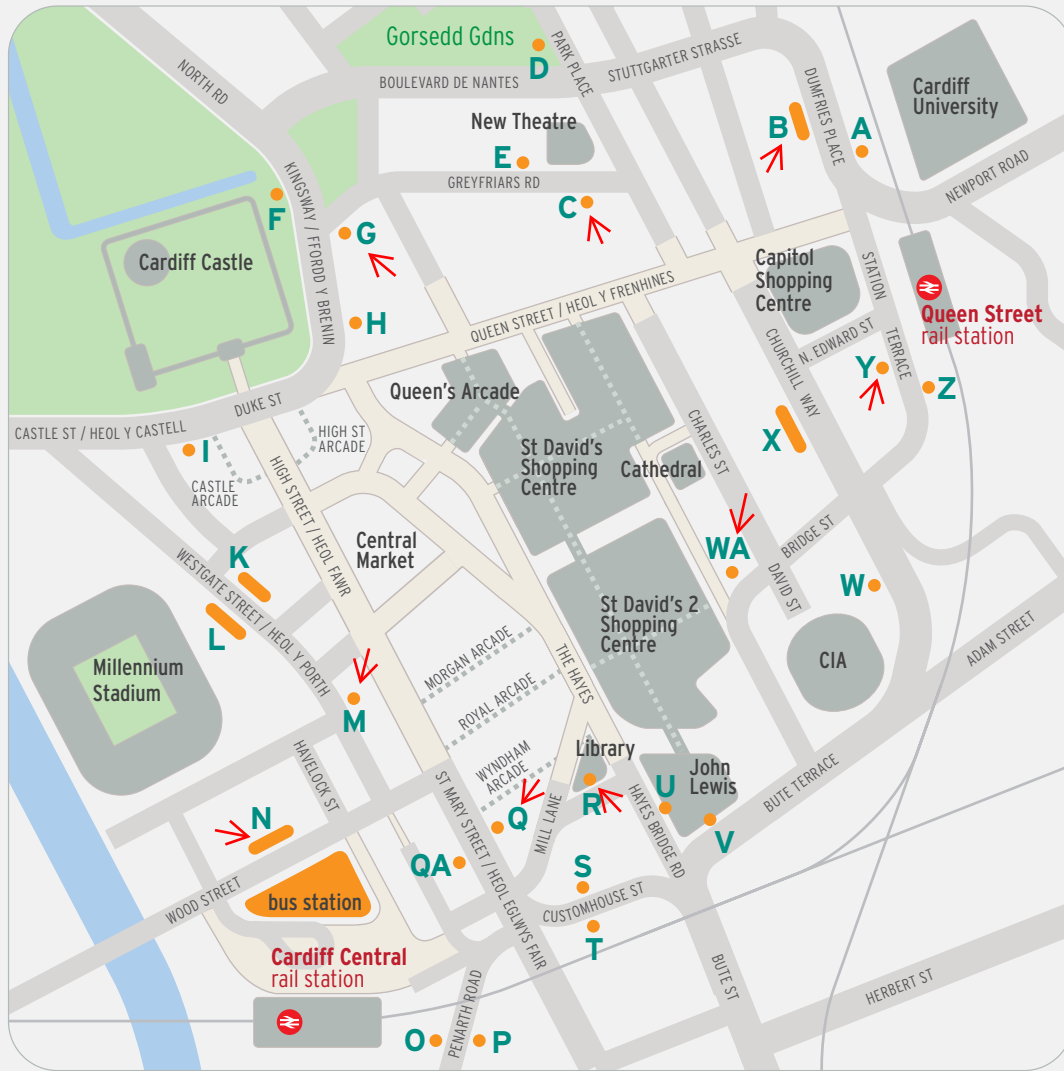 Gorsedd Gdns
D
PARK PLACE
NORTH RD
BOULEVARD DE NANTES
STUTTGARTER STRASSE
DUMFRIES PLACE
Cardiff
University
New Theatre
B
A
E
GREYFRIARS RD
NEWPORT ROAD
C
F
KINGSWAY / FFORDD Y BRENIN
G
Cardiff Castle
Capitol
Shopping
Centre
STATION
TERRACE
QUEEN STREET / HEOL Y FRENHINES
H
Queen Street
rail station
N. EDWARD ST
CHURCHILL WAY
Y
Z
Queen's Arcade
DUKE ST
CASTLE ST / HEOL Y CASTELL
HIGH ST
ARCADE
I
CASTLE
ARCADE
HIGH STREET / HEOL FAWR
St David's
Shopping
Centre
Cathedral
CHARLES ST
X
Central
Market
WA
BRIDGE ST
DAVID ST
W
K
WESTGATE STREET / HEOL Y PORTH
L
St David's 2
Shopping
Centre
ADAM STREET
CIA
Millennium
Stadium
MORGAN ARCADE
THE HAYES
ROYAL ARCADE
M
HAVELOCK ST
WYNDHAM
ARCADE
Library
John
Lewis
BUTE TERRACE
ST MARY STREET / HEOL EGLWYS FAIR
N
Q
MILL LANE
R
U
HAYES BRIDGE RD
V
QA
S
WOOD STREET
bus station
CUSTOMHOUSE ST
T
Cardiff Central
rail station
BUTE ST
HERBERT ST
PENARTH ROAD
O
P